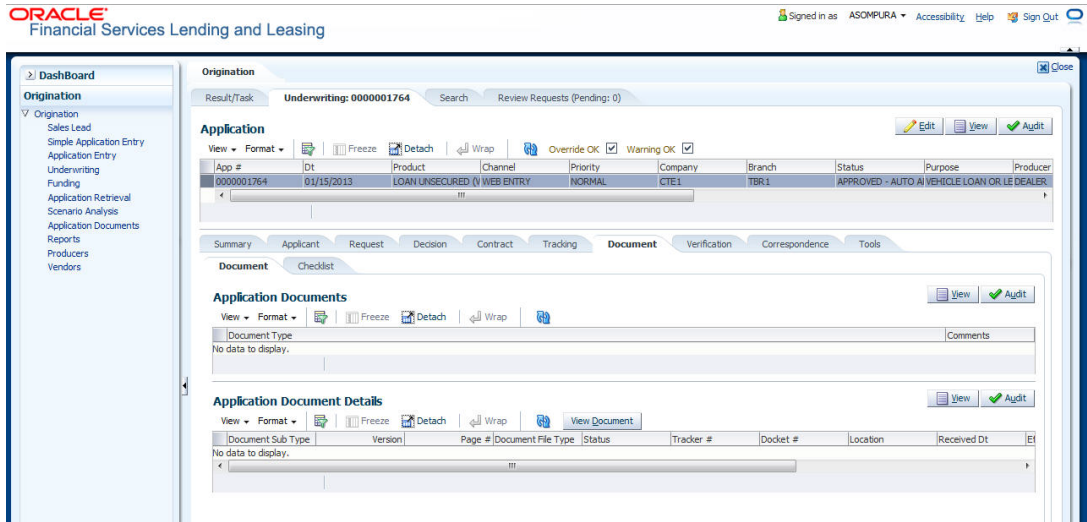 ORACLE
Financial Services Lending and Leasing
Signed in as ASOMPURA Accessibility Help Sign Out
Close
DashBoard
Origination
Origination
Sales Lead
Simple Application Entry
Application Entry
Underwriting
Funding
Application Retrieval
Scenario Analysis
Application Documents
Reports
Producers
Vendors
Origination
Result/Task Underwriting: 0000001764 Search Review Requests (Pending: 0)
Application Edit View Audit
View Format Freeze Detach Wrap Override OK Warning OK
App # Dt Product Channel Priority Company Branch Status Purpose Producer
0000001764 01/15/2013 LOAN UNSECURED (V WEB ENTRY NORMAL CTE1 TBR1 APPROVED - AUTO A VEHICLE LOAN OR LE DEALER
Summary Applicant Request Decision Contract Tracking Document Verification Correspondence Tools
Document Checklist
Application Documents View Audit
View Format Freeze Detach Wrap
Document Type Comments
No data to display.
Application Document Details View Audit
View Format Freeze Detach Wrap View Document
Document Sub Type Version Page # Document File Type Status Tracker # Docket # Location Received Dt Ef
No data to display.